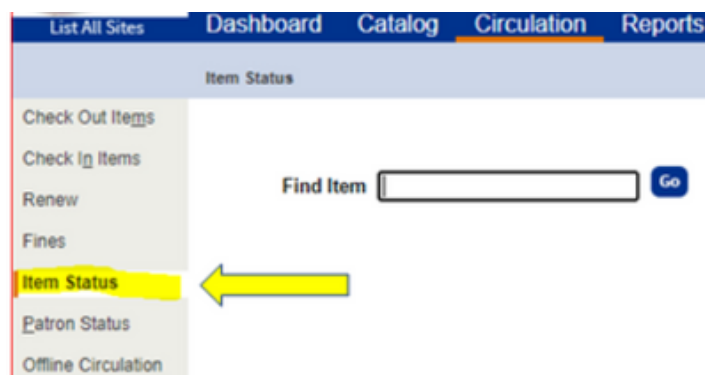 List All Sites Dashboard Catalog Circulation Reports
Item Status
Check Out Items
Check In Items
Find Item Go
Renew
Fines
Item Status
Patron Status
Offline Circulation